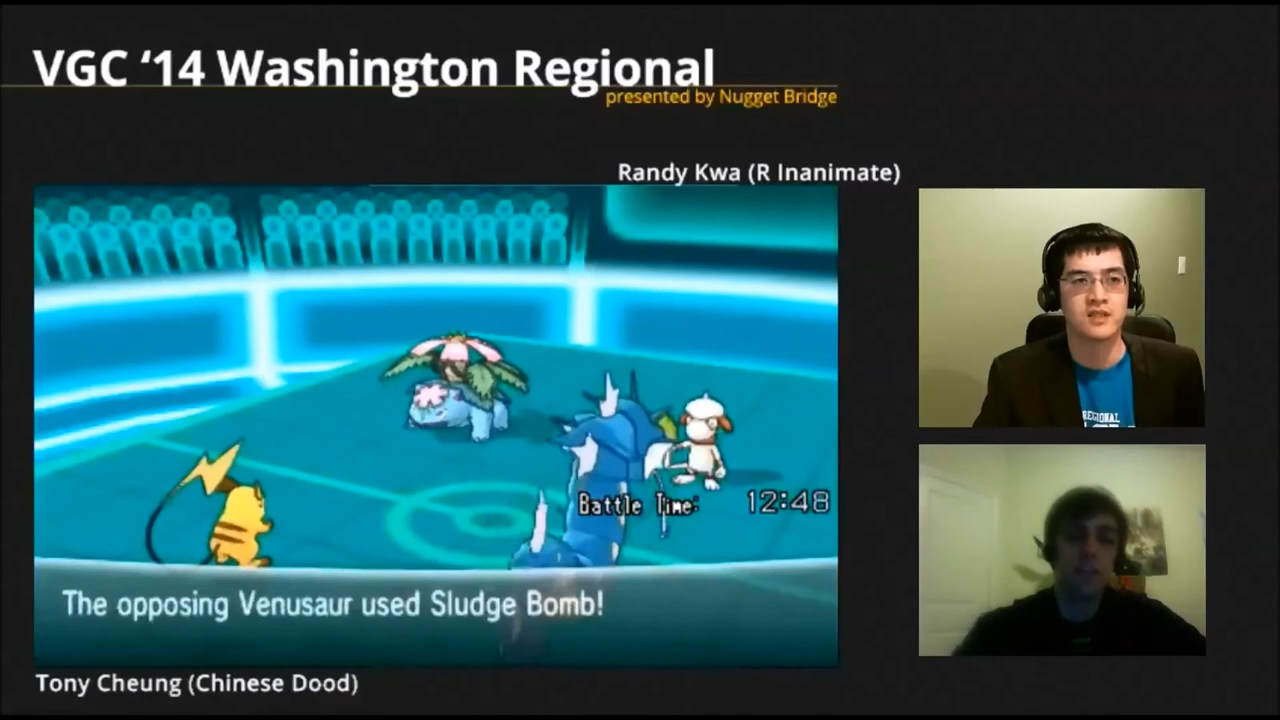 VGC ‘14 Washington Regional
presented by Nugget Bridge
Randy Kwa (R Inanimate)
REGIONAL
Battle Time: 12:48
The opposing Venusaur used Sludge Bomb!
Tony Cheung (Chinese Dood)